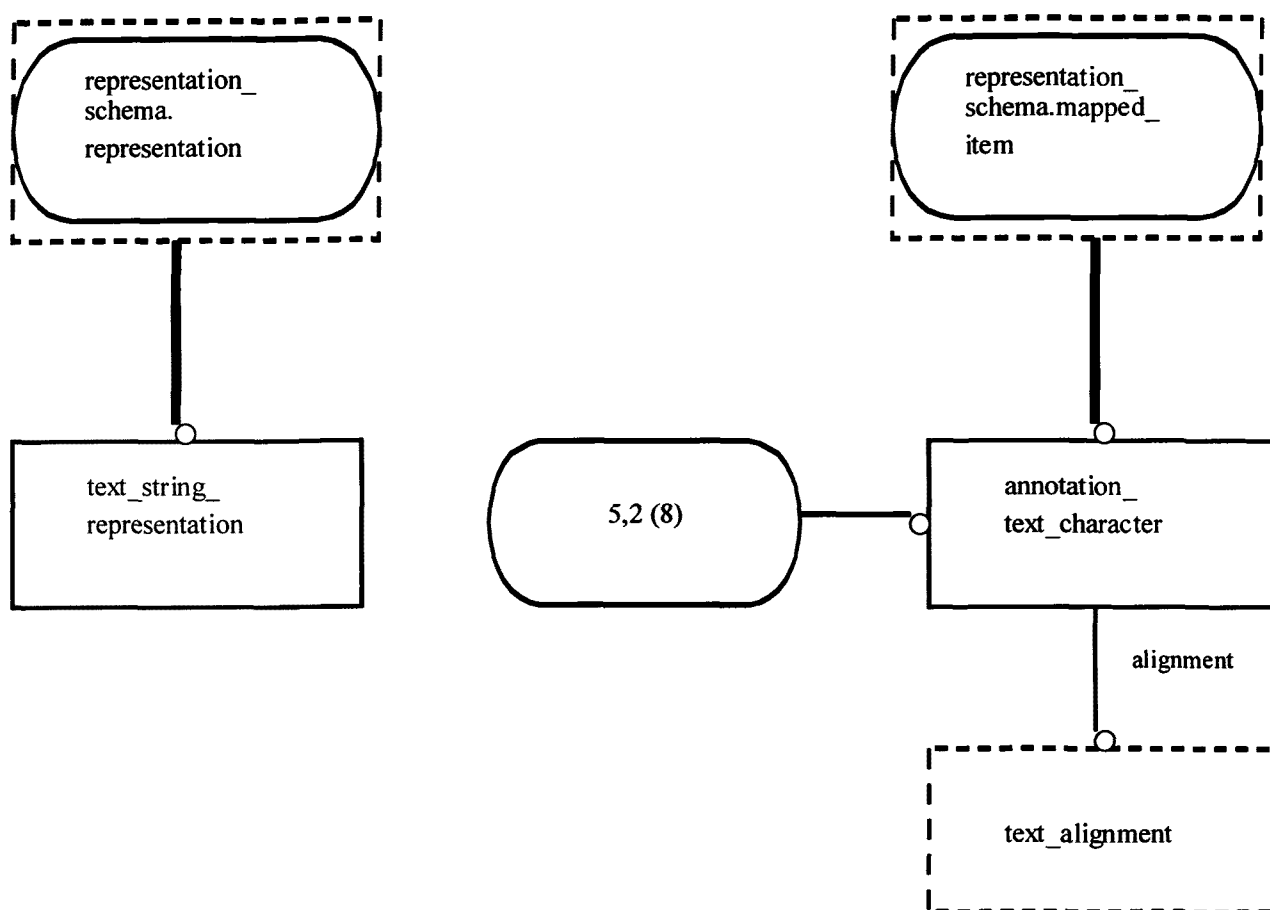 representation_
schema.
representation
representation_
schema.mapped_
item
text_string_
representation
5,2 (8)
annotation_
text_character
alignment
text_alignment